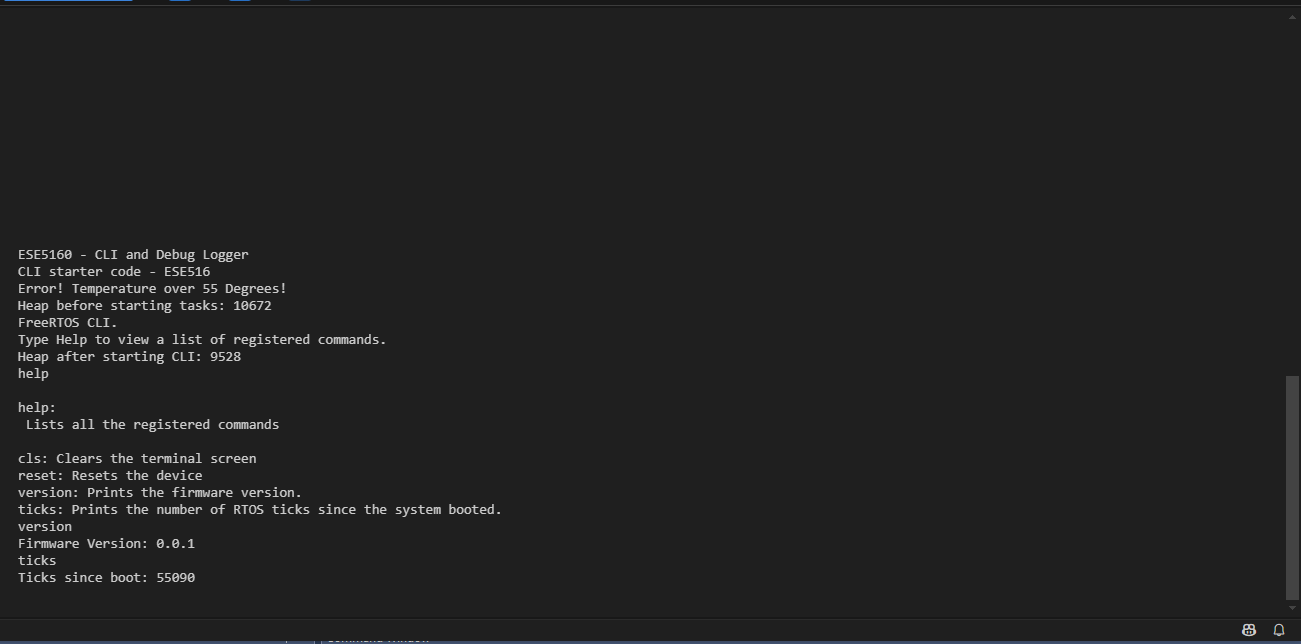 ESE5160 - CLI and Debug Logger
CLI starter code - ESE516
Error! Temperature over 55 Degrees!
Heap before starting tasks: 10672
FreeRTOS CLI.
Type Help to view a list of registered commands.
Heap after starting CLI: 9528
help
help:
Lists all the registered commands
cls: Clears the terminal screen
reset: Resets the device
version: Prints the firmware version.
ticks: Prints the number of RTOS ticks since the system booted.
version
Firmware Version: 0.0.1
ticks
Ticks since boot: 55090